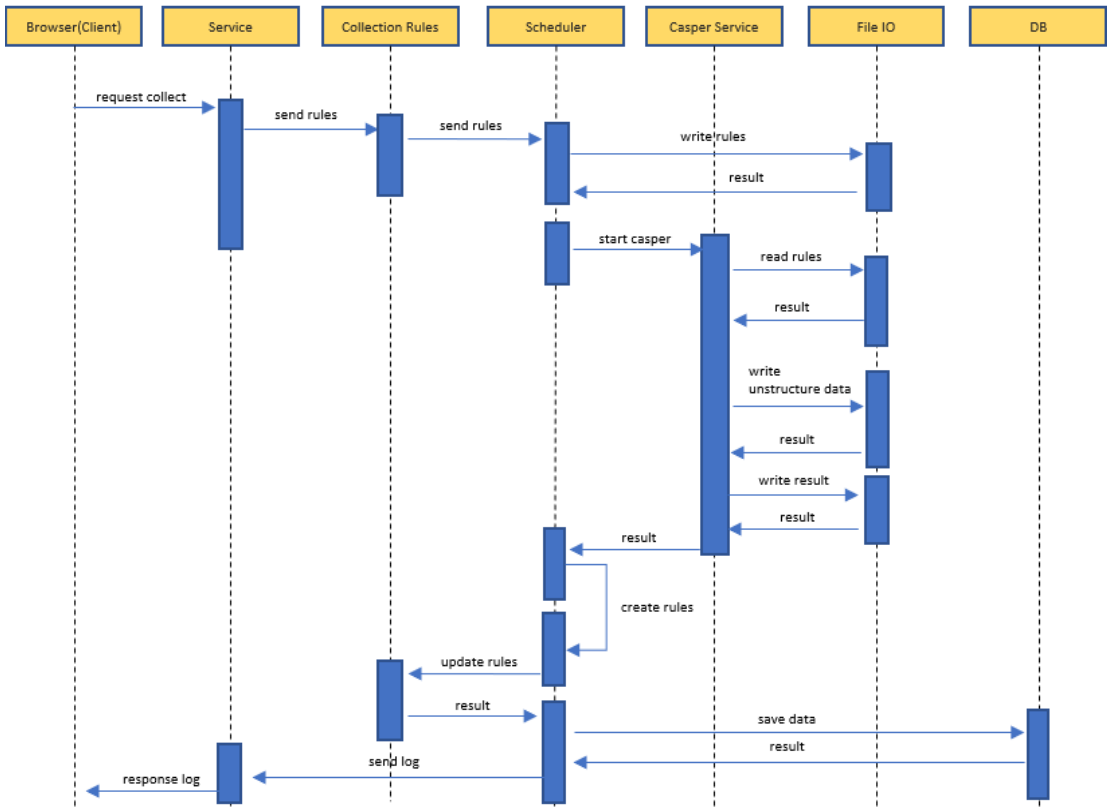 Browser(Client)
Service
Collection Rules
Scheduler
Casper Service
File IO
DB
request collect
send rules
send rules
write rules
result
start casper
read rules
result
write
unstructure data
result
write result
result
result
create rules
update rules
result
save data
result
send log
response log